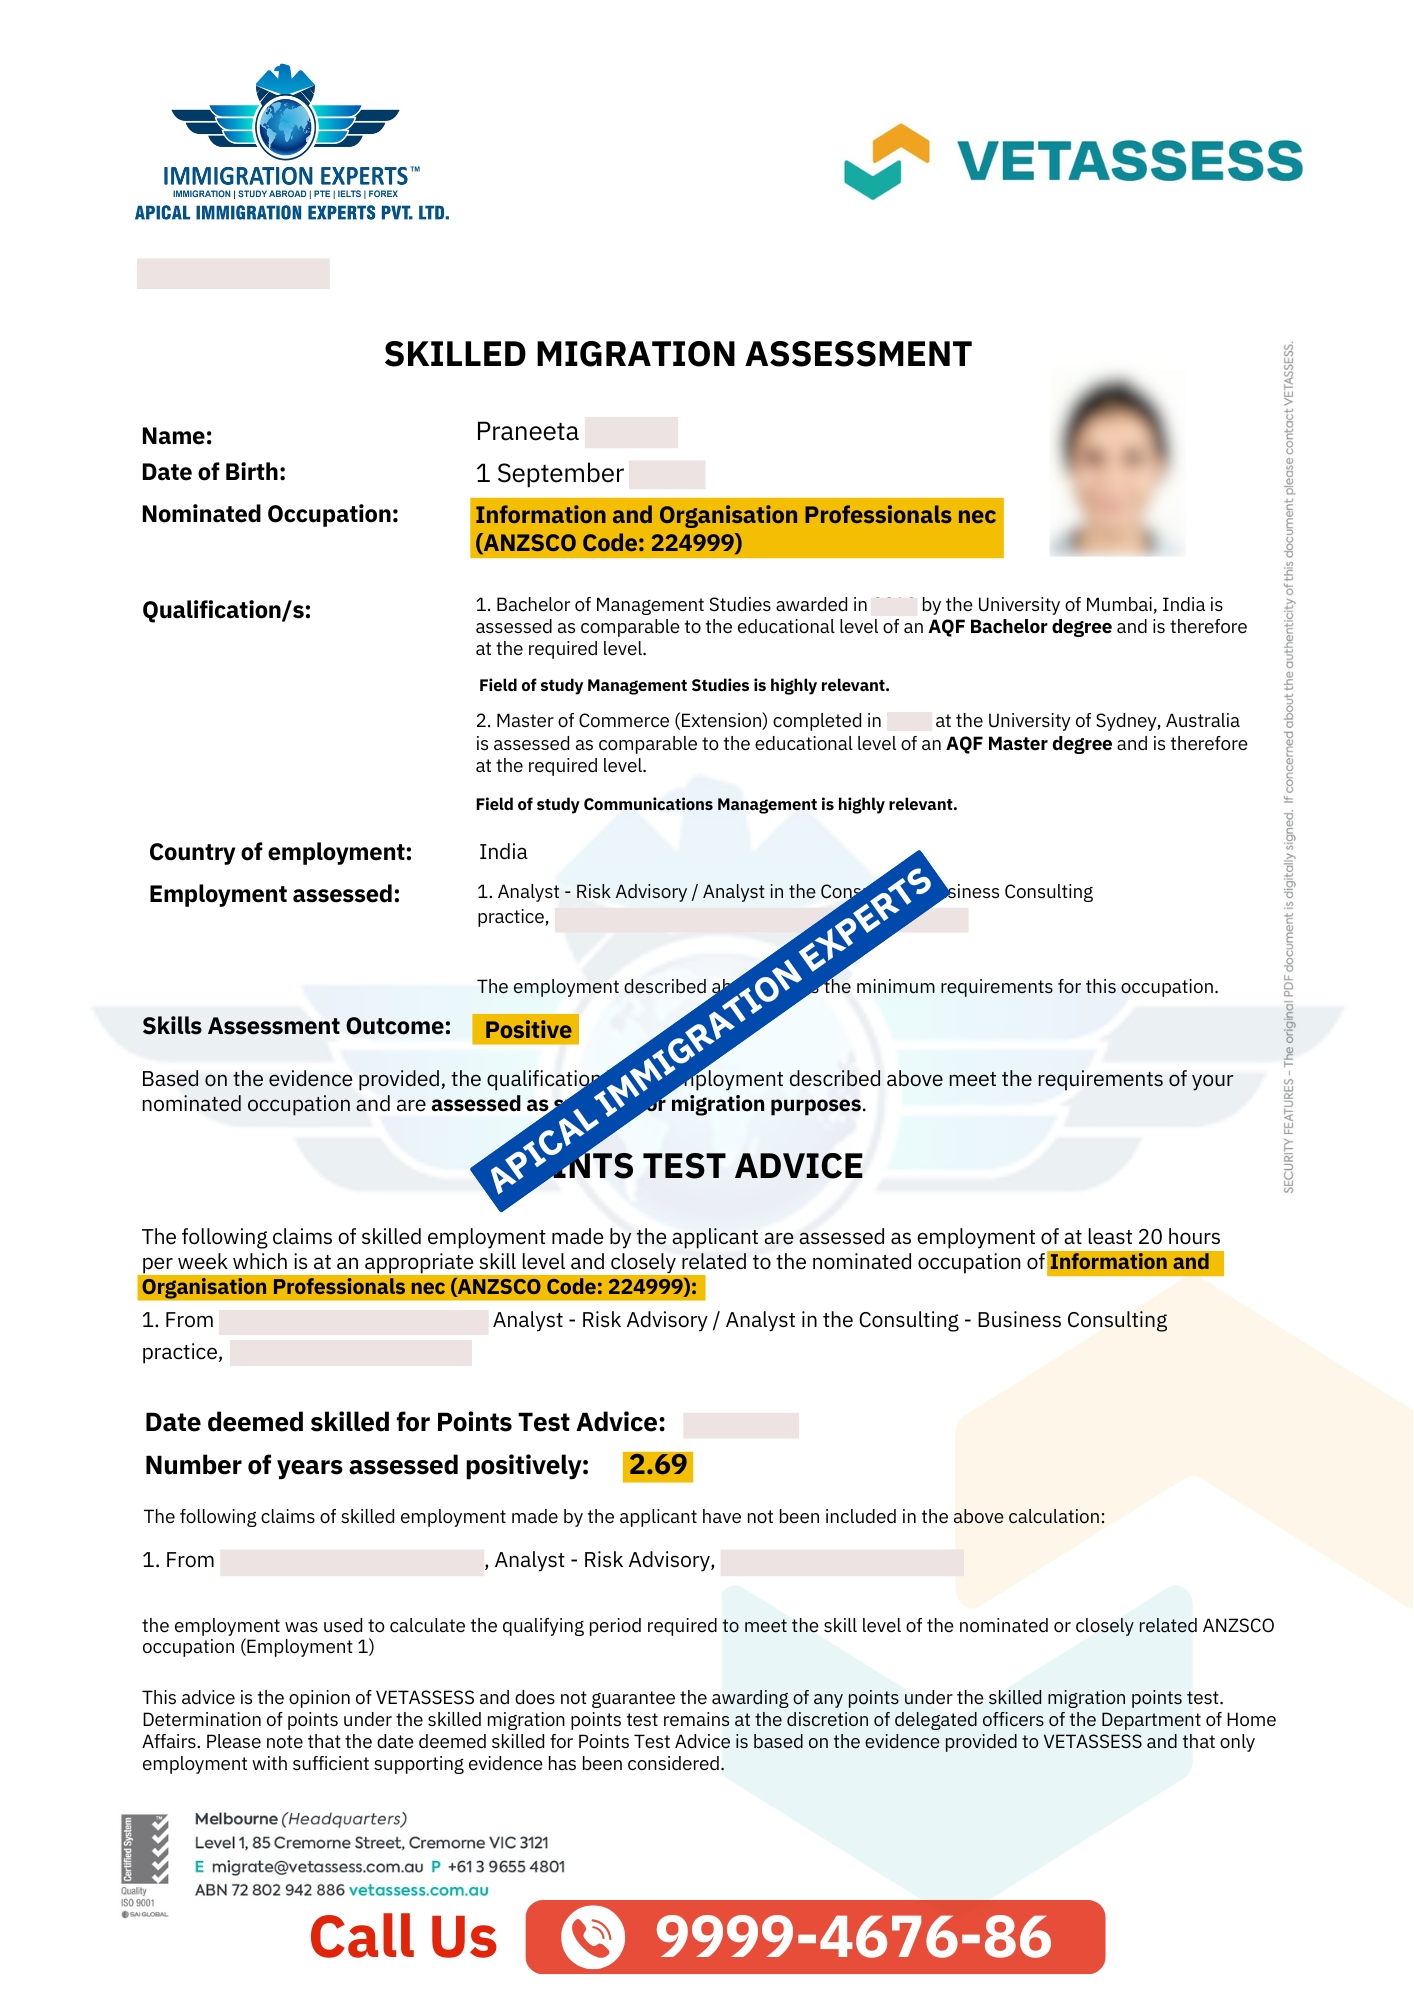 IMMIGRATION EXPERTS™
IMMIGRATION | STUDY ABROAD | PTE | IELTS | FOREX
APICAL IMMIGRATION EXPERTS PVT. LTD.
VETASSESS
SKILLED MIGRATION ASSESSMENT
Name: Praneeta
Date of Birth: 1 September
Nominated Occupation: Information and Organisation Professionals nec
(ANZSCO Code: 224999)
Qualification/s: 1. Bachelor of Management Studies awarded in by the University of Mumbai, India is
assessed as comparable to the educational level of an AQF Bachelor degree and is therefore
at the required level.
Field of study Management Studies is highly relevant.
2. Master of Commerce (Extension) completed in at the University of Sydney, Australia
is assessed as comparable to the educational level of an AQF Master degree and is therefore
at the required level.
Field of study Communications Management is highly relevant.
Country of employment: India
Employment assessed: 1. Analyst - Risk Advisory / Analyst in the Consulting
practice,
The employment described the minimum requirements for this occupation.
Skills Assessment Outcome: Positive
Based on the evidence provided, the described above meet the requirements of your
nominated occupation and are assessed as migration purposes.
APICAL IMMIGRATION EXPERTS
TEST ADVICE
The following claims of skilled employment made by the applicant are assessed as employment of at least 20 hours
per week which is at an appropriate skill level and closely related to the nominated occupation of Information and
Organisation Professionals nec (ANZSCO Code: 224999):
1. From Analyst - Risk Advisory / Analyst in the Consulting - Business Consulting
practice,
Date deemed skilled for Points Test Advice:
Number of years assessed positively: 2.69
The following claims of skilled employment made by the applicant have not been included in the above calculation:
1. From , Analyst - Risk Advisory,
the employment was used to calculate the qualifying period required to meet the skill level of the nominated or closely related ANZSCO
occupation (Employment 1)
This advice is the opinion of VETASSESS and does not guarantee the awarding of any points under the skilled migration points test.
Determination of points under the skilled migration points test remains at the discretion of delegated officers of the Department of Home
Affairs. Please note that the date deemed skilled for Points Test Advice is based on the evidence provided to VETASSESS and that only
employment with sufficient supporting evidence has been considered.
SECURITY FEATURES – The original PDF document is digitally signed. If concerned about the authenticity of this document please contact VETASSESS.
Certified System
Quality
ISO 9001
SAI GLOBAL
Melbourne (Headquarters)
Level 1, 85 Cremorne Street, Cremorne VIC 3121
E migrate@vetassess.com.au P +61 3 9655 4801
ABN 72 802 942 886 vetassess.com.au
Call Us 9999-4676-86